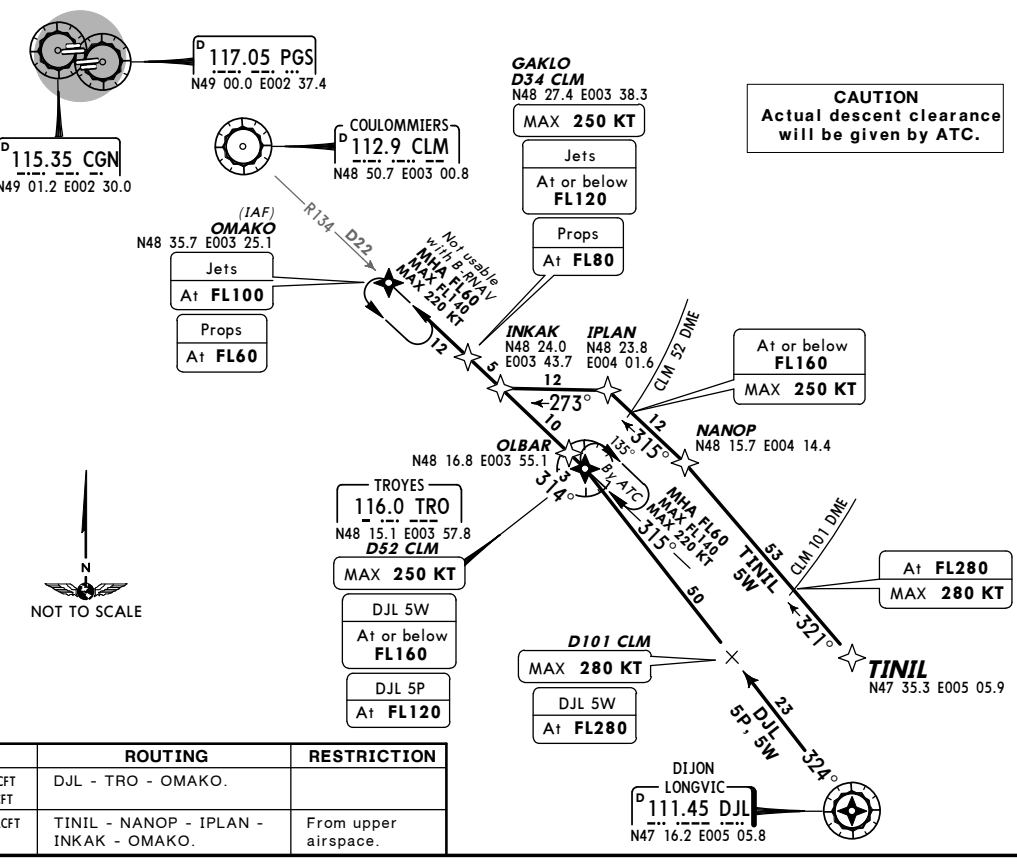 D 117.05 PGS
N49 00.0 E002 37.4
D 115.35 CGN
N49 01.2 E002 30.0
COULOMMIERS
D 112.9 CLM
N48 50.7 E003 00.8
GAKLO
D34 CLM
N48 27.4 E003 38.3
MAX 250 KT
Jets
At or below
FL120
Props
At FL80
CAUTION
Actual descent clearance
will be given by ATC.
(IAF)
OMAKO
N48 35.7 E003 25.1
Jets
At FL100
Props
At FL60
R134 D22
Not usable
with B-RNAV
MHA FL60
MAX FL140
MAX 220 KT
12
5
INKAK
N48 24.0
E003 43.7
IPLAN
N48 23.8
E004 01.6
CLM 52 DME
At or below
FL160
MAX 250 KT
12
273°
12
315°
NANOP
N48 15.7 E004 14.4
10
OLBAR
N48 16.8 E003 55.1
3
314°
135°
By ATC
MHA FL60
MAX FL140
MAX 220 KT
315°
TROYES
116.0 TRO
N48 15.1 E003 57.8
D52 CLM
MAX 250 KT
DJL 5W
At or below
FL160
DJL 5P
At FL120
TINIL
5W
53
CLM 101 DME
At FL280
MAX 280 KT
321°
TINIL
N47 35.3 E005 05.9
50
D101 CLM
MAX 280 KT
DJL 5W
At FL280
23
DJL
5P, 5W
324°
DIJON
LONGVIC
D 111.45 DJL
N47 16.2 E005 05.8
N
NOT TO SCALE
ROUTING RESTRICTION
CFT DJL - TRO - OMAKO.
FT
CFT TINIL - NANOP - IPLAN - From upper
INKAK - OMAKO. airspace.